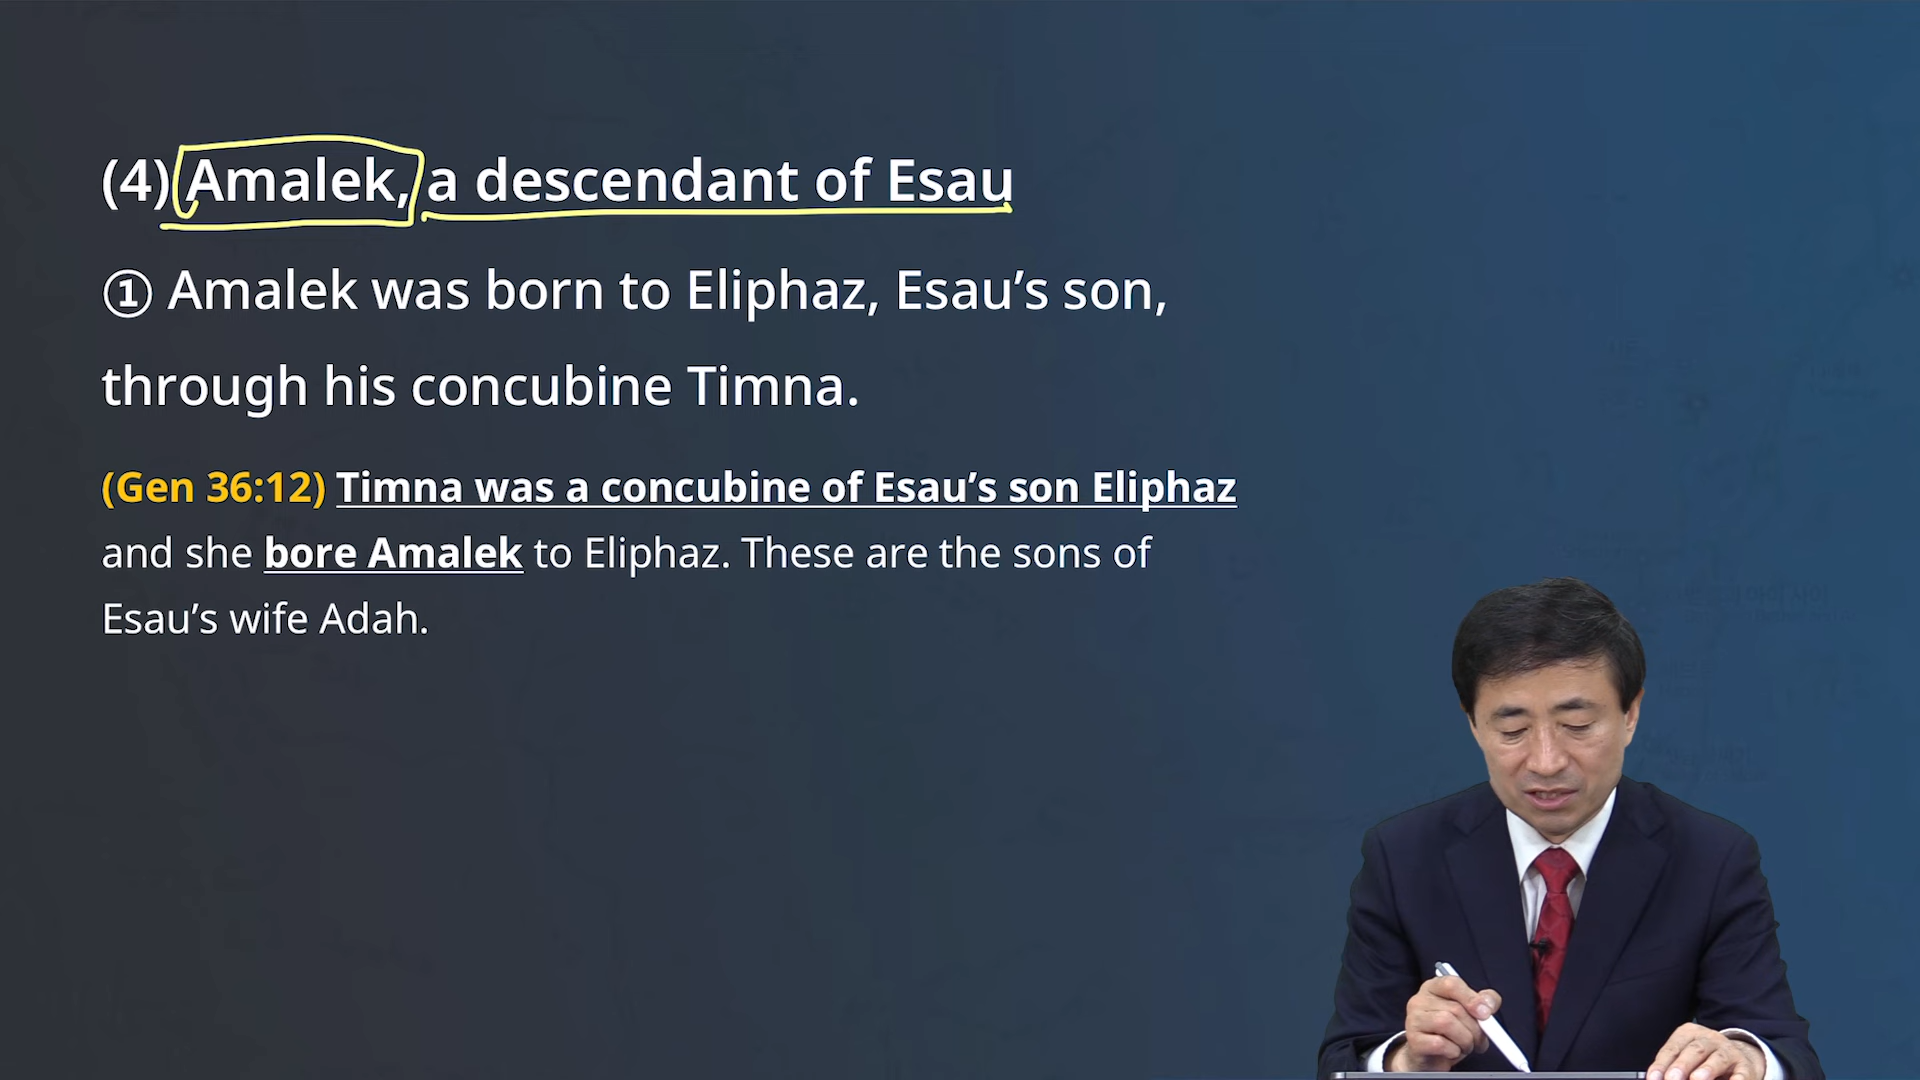 (4) Amalek, a descendant of Esau
① Amalek was born to Eliphaz, Esau’s son,
through his concubine Timna.
(Gen 36:12) Timna was a concubine of Esau’s son Eliphaz
and she bore Amalek to Eliphaz. These are the sons of
Esau’s wife Adah.